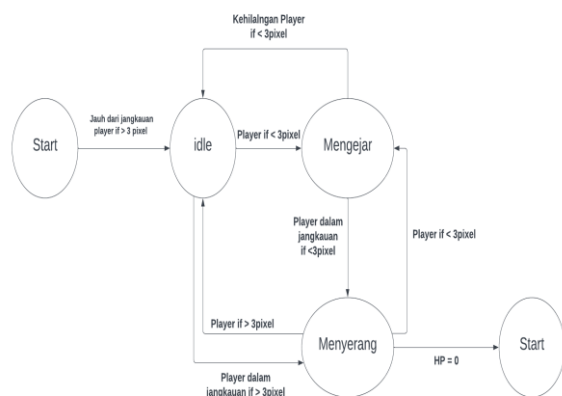 Kehilalngan Player
if < 3pixel
Jauh dari jangkauan
player if > 3 pixel
Start
idle
Player if < 3pixel
Mengejar
Player dalam
jangkauan
if <3pixel
Player if < 3pixel
Player if > 3pixel
Menyerang
HP = 0
Start
Player dalam
jangkauan if > 3pixel